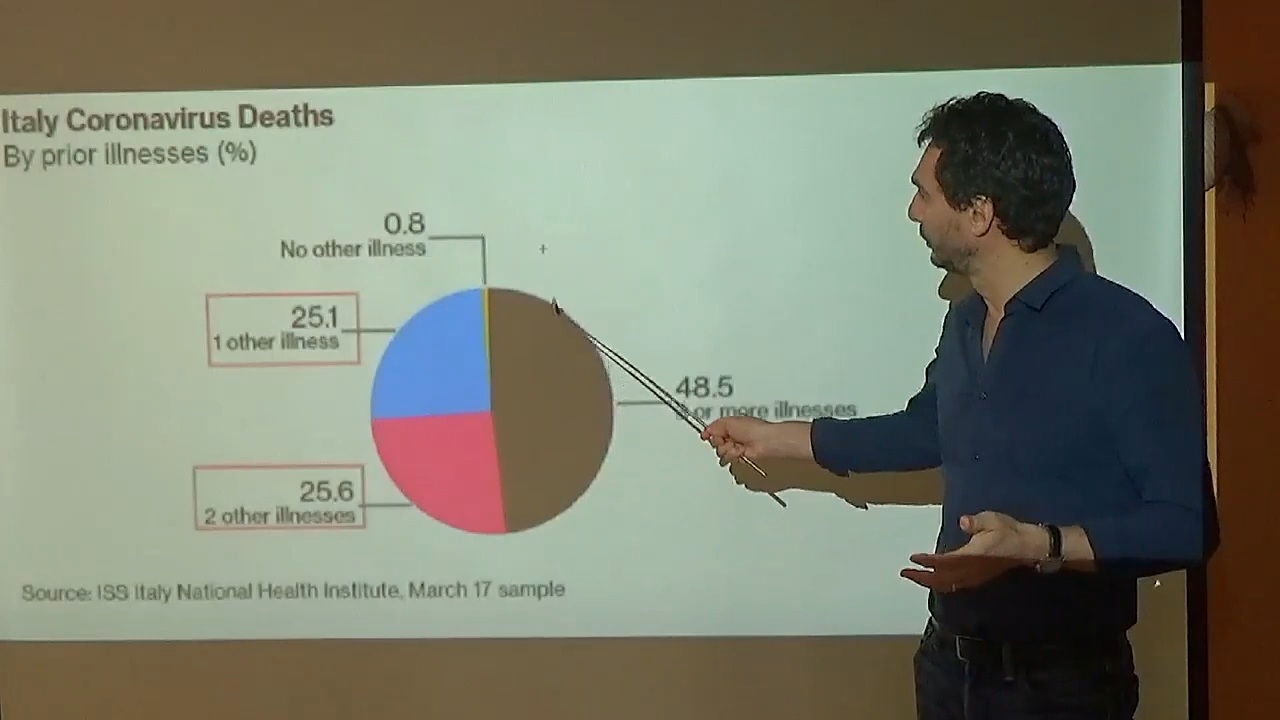 Italy Coronavirus Deaths
By prior illnesses (%)
0.8
No other illness
25.1
1 other illness
48.5
or more illnesses
25.6
2 other illnesses
Source: ISS Italy National Health Institute, March 17 sample